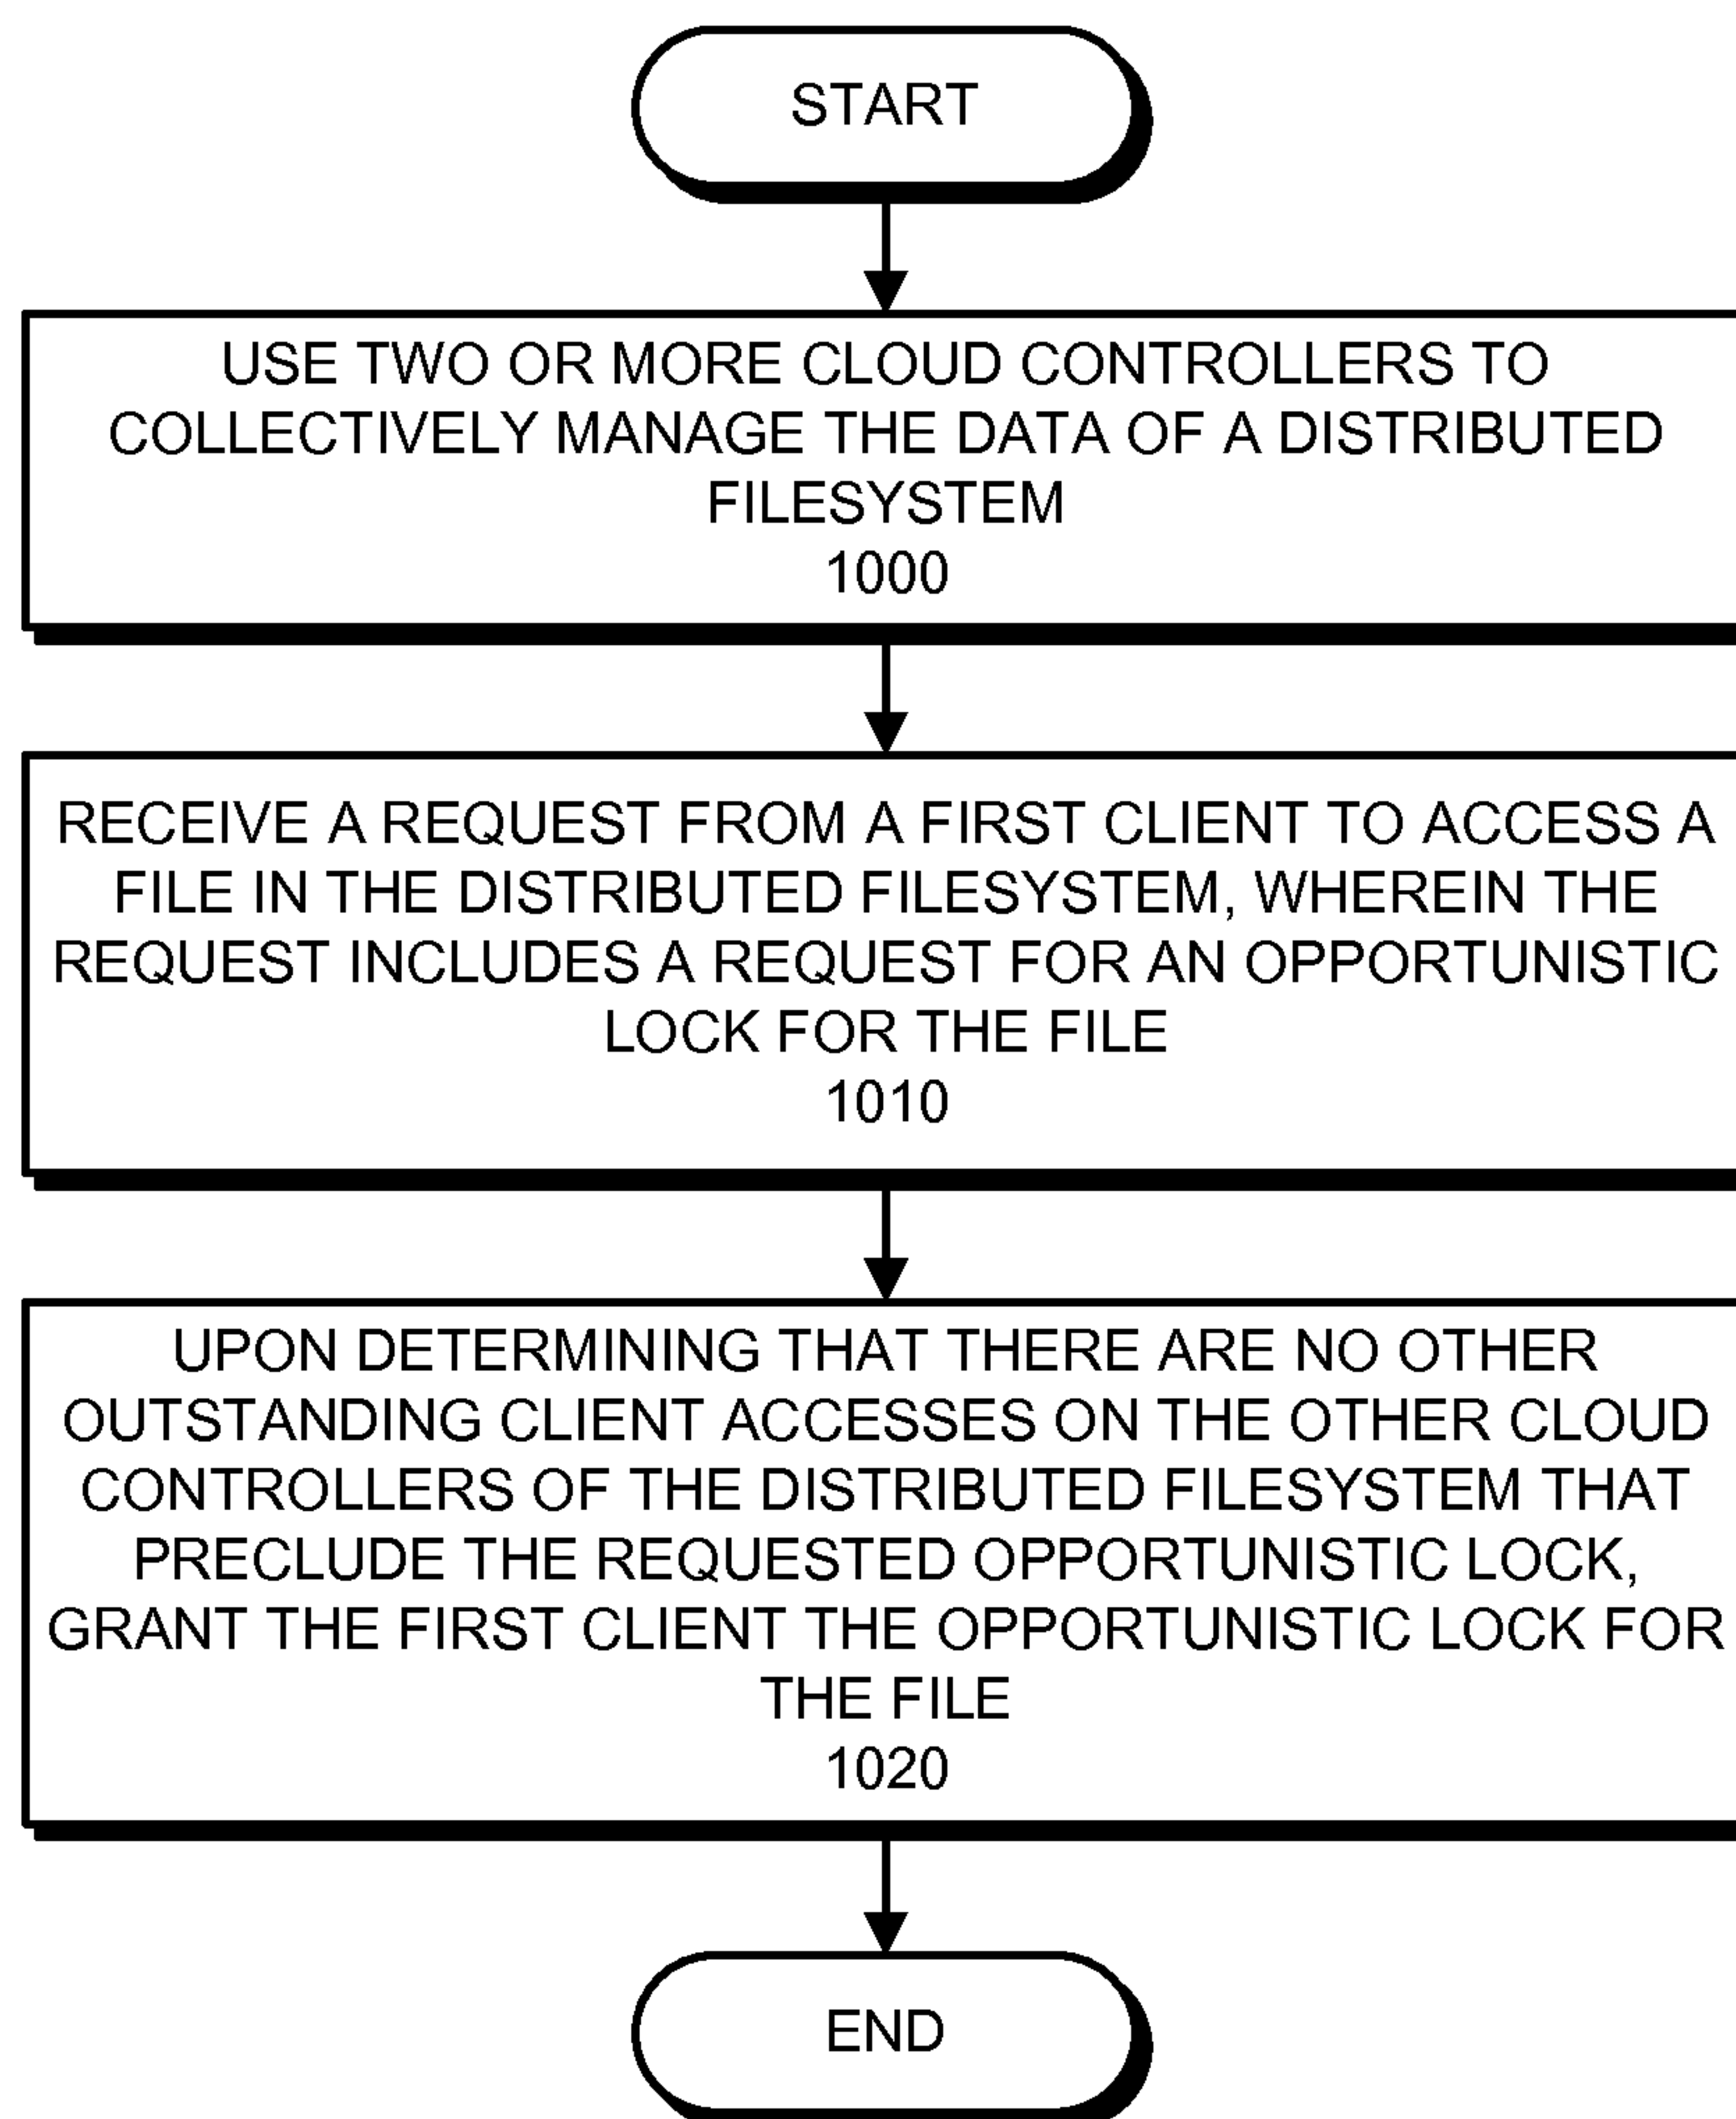 START
USE TWO OR MORE CLOUD CONTROLLERS TO
COLLECTIVELY MANAGE THE DATA OF A DISTRIBUTED
FILESYSTEM
1000
RECEIVE A REQUEST FROM A FIRST CLIENT TO ACCESS A
FILE IN THE DISTRIBUTED FILESYSTEM, WHEREIN THE
REQUEST INCLUDES A REQUEST FOR AN OPPORTUNISTIC
LOCK FOR THE FILE
1010
UPON DETERMINING THAT THERE ARE NO OTHER
OUTSTANDING CLIENT ACCESSES ON THE OTHER CLOUD
CONTROLLERS OF THE DISTRIBUTED FILESYSTEM THAT
PRECLUDE THE REQUESTED OPPORTUNISTIC LOCK,
GRANT THE FIRST CLIENT THE OPPORTUNISTIC LOCK FOR
THE FILE
1020
END